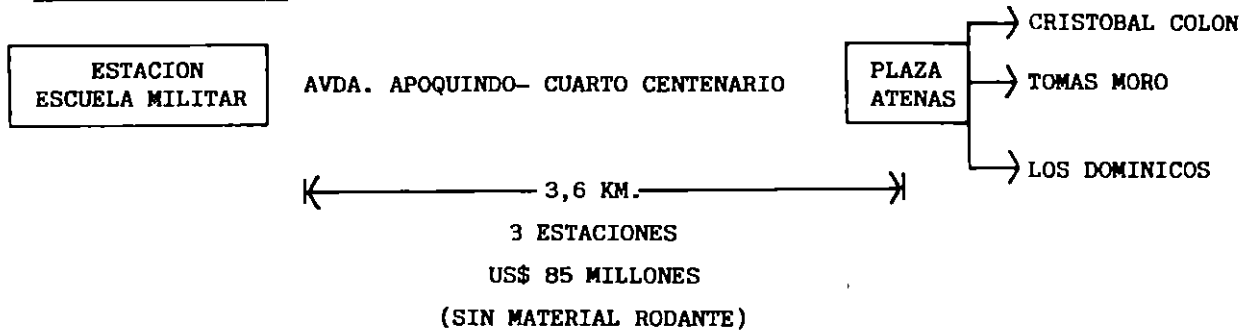 CRISTOBAL COLON
ESTACION
ESCUELA MILITAR
AVDA. APOQUINDO- CUARTO CENTENARIO
PLAZA
ATENAS
TOMAS MORO
LOS DOMINICOS
3,6 KM.
3 ESTACIONES
US$ 85 MILLONES
(SIN MATERIAL RODANTE)